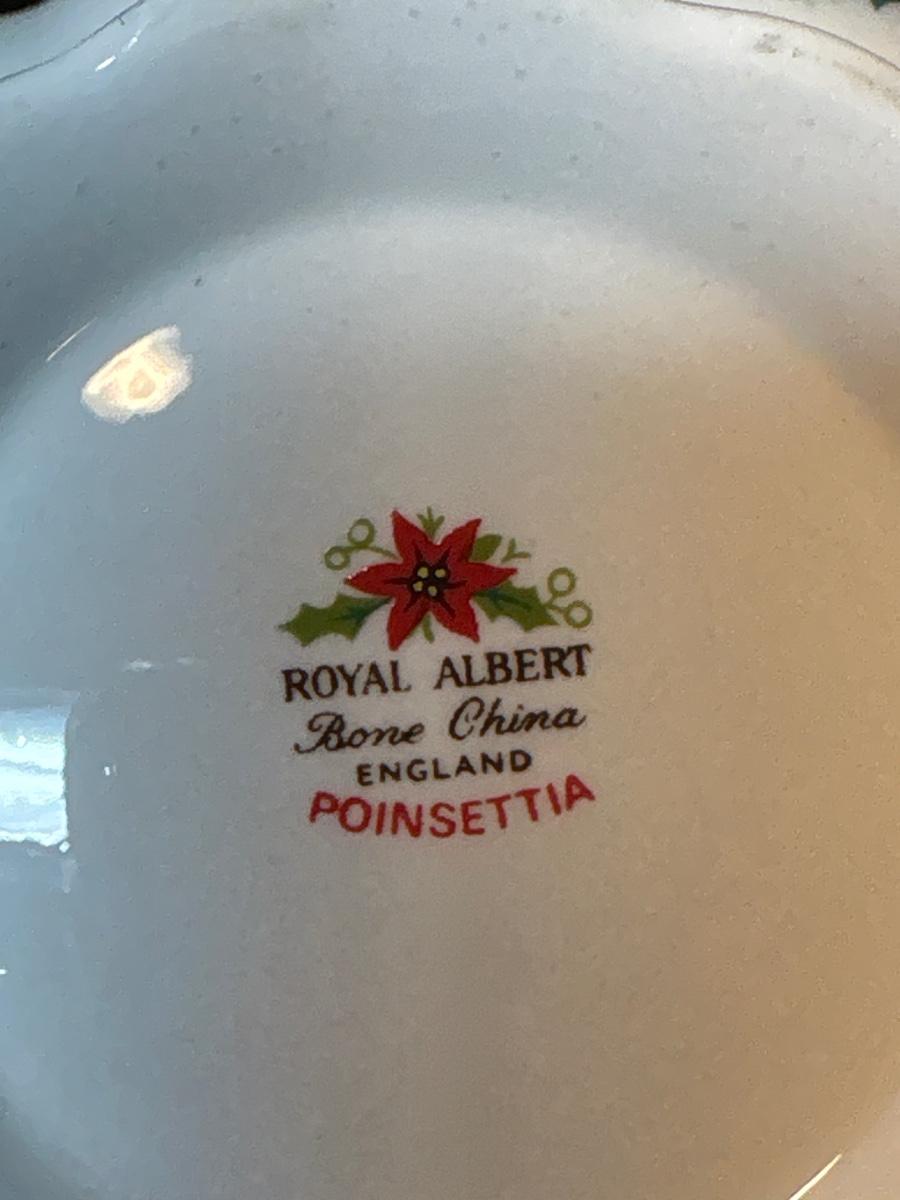 ROYAL ALBERT
Bone China
ENGLAND
POINSETTIA